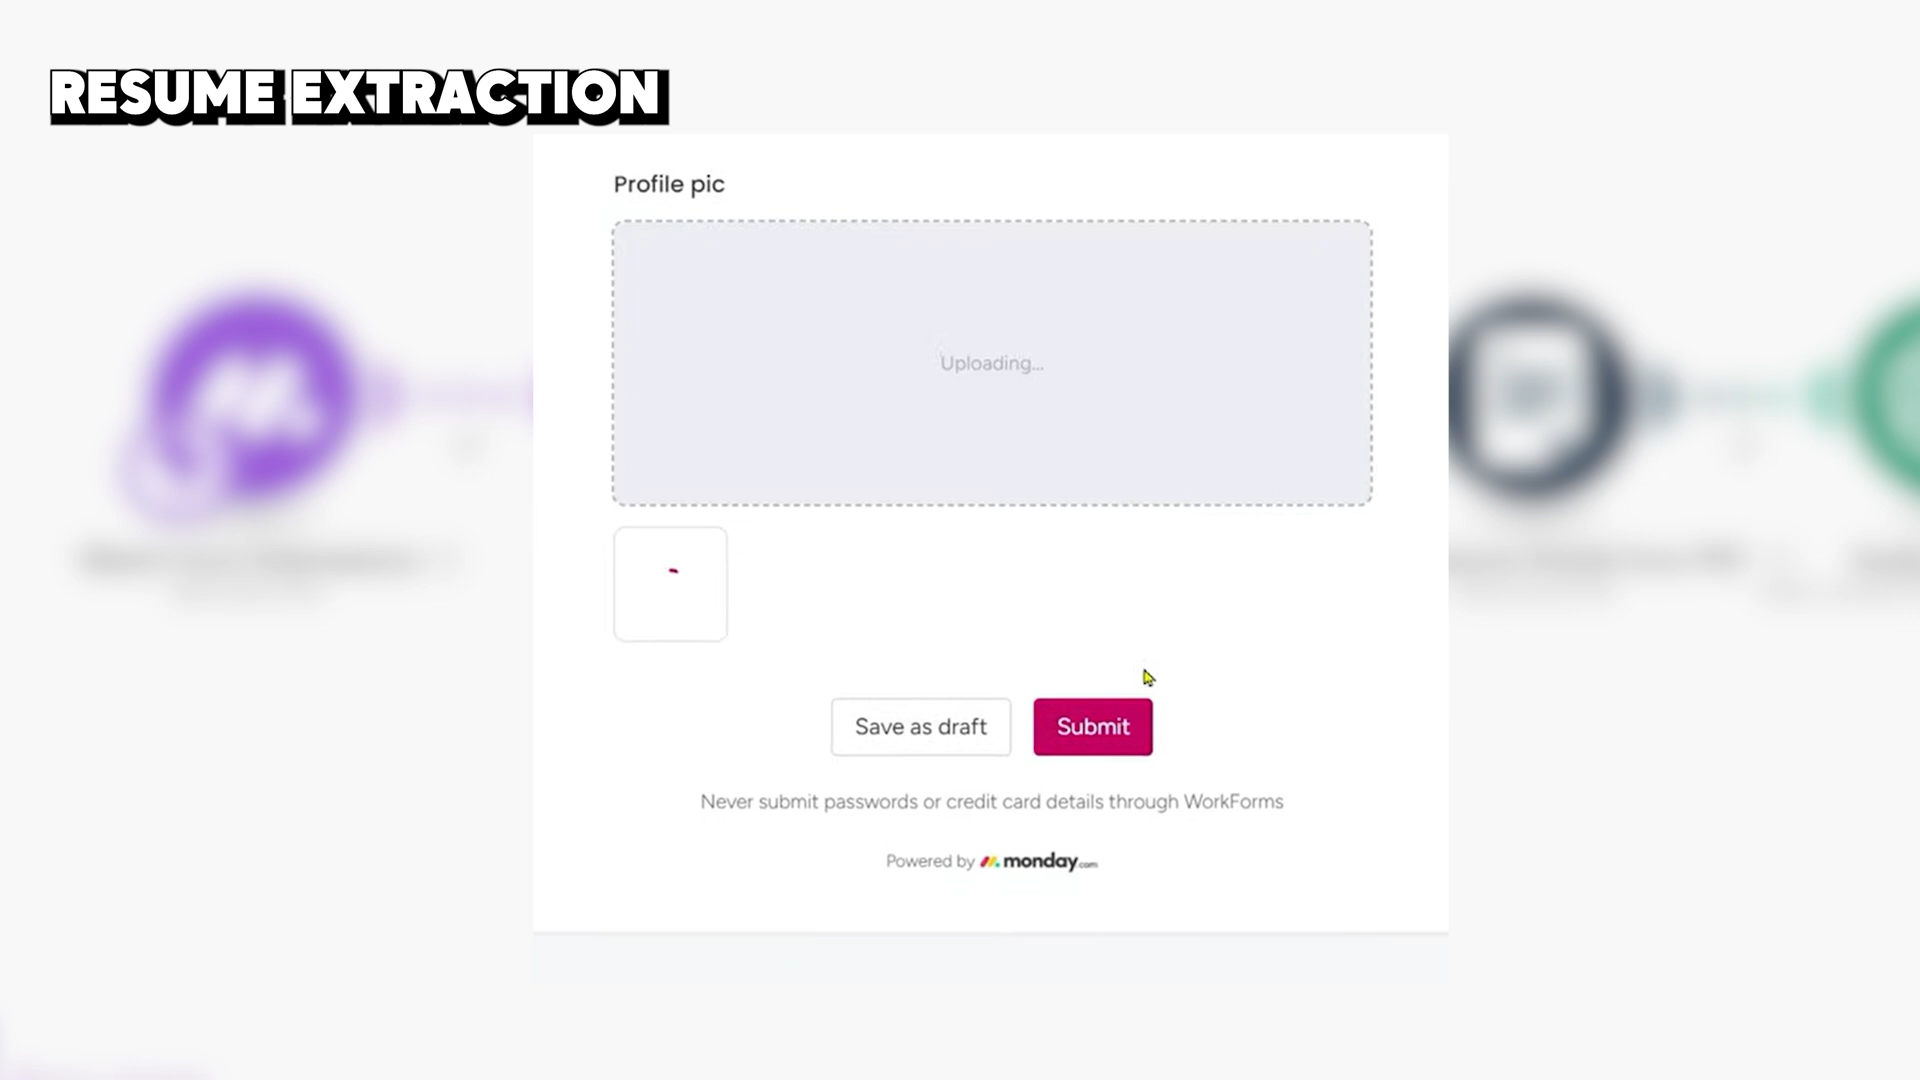 RESUME EXTRACTION
Profile pic
Uploading...
Save as draft
Submit
Never submit passwords or credit card details through WorkForms
Powered by monday.com